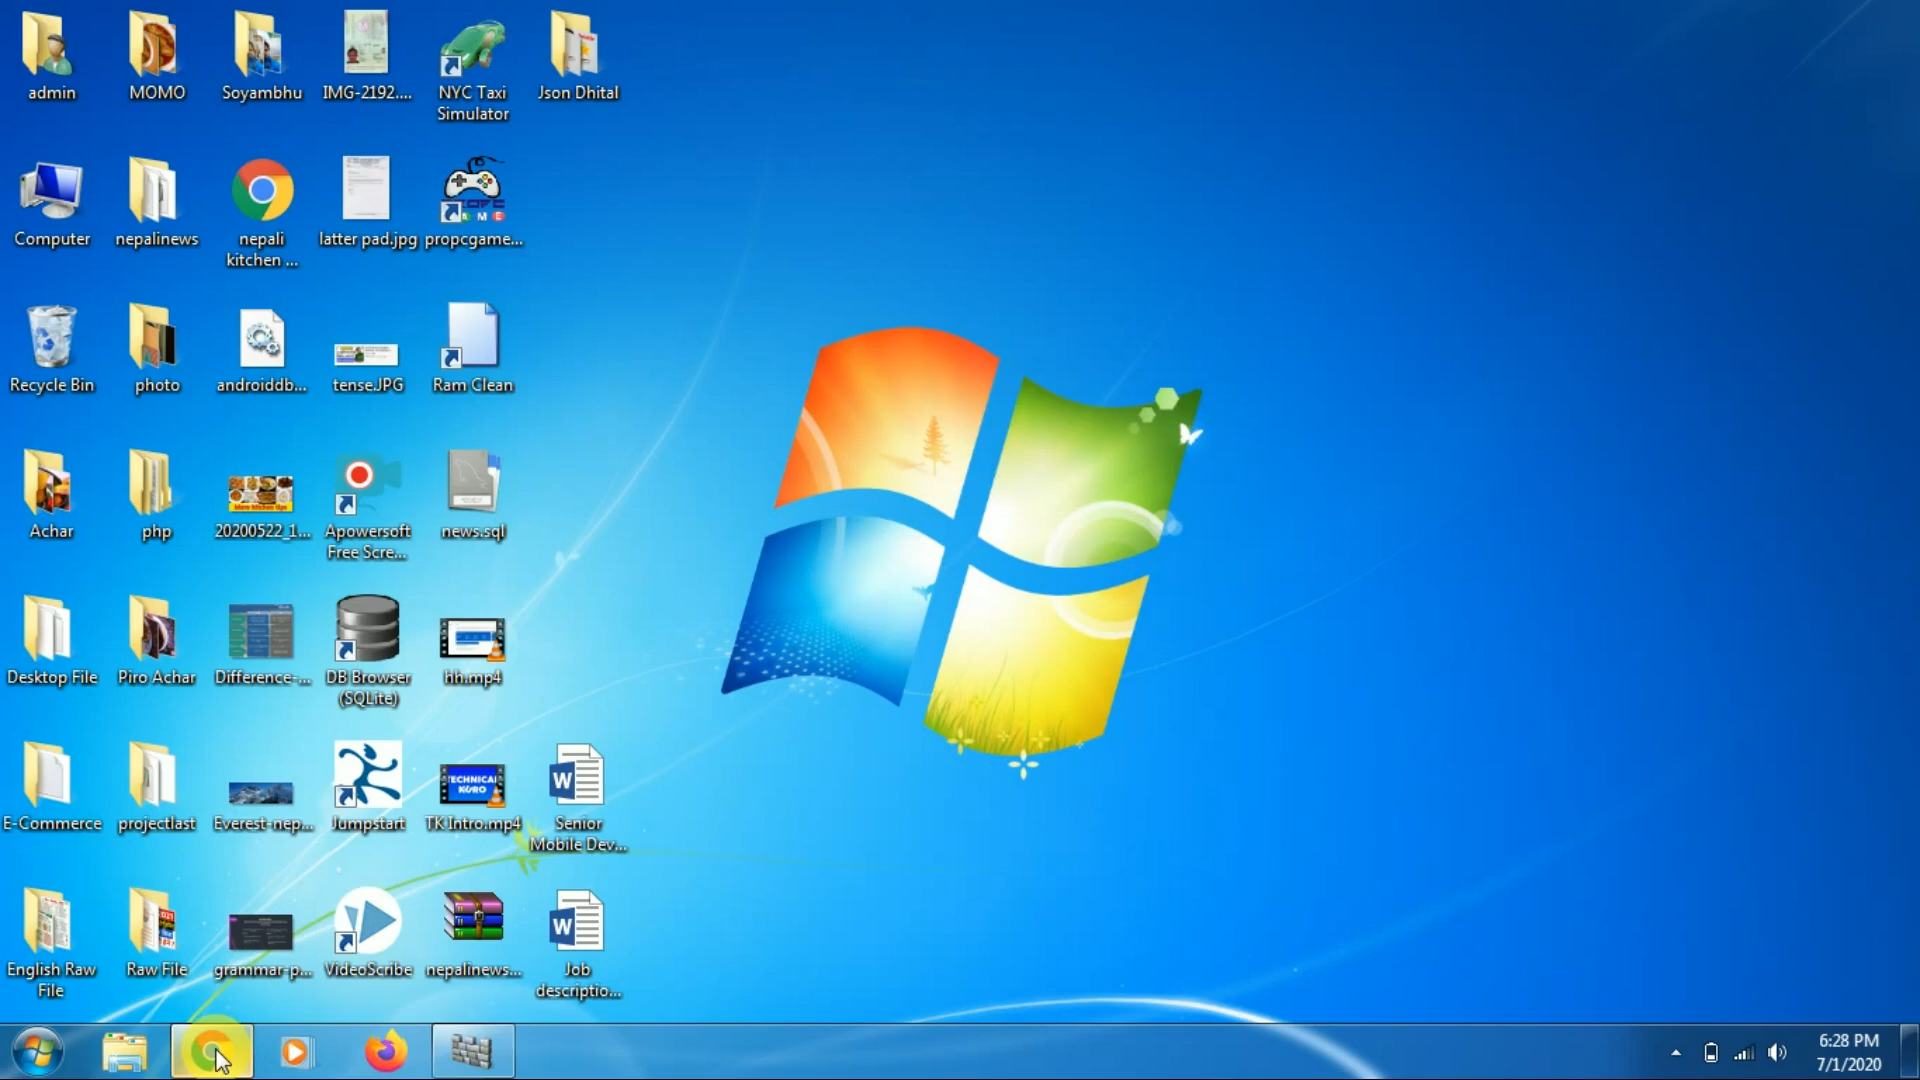 admin
MOMO
Soyambhu
IMG-2192....
NYC Taxi
Simulator
Json Dhital
Computer
nepalinews
nepali
kitchen ...
latter pad.jpg
propcgame...
Recycle Bin
photo
androiddb...
tense.JPG
Ram Clean
Achar
php
20200522_1...
Apowersoft
Free Scre...
news.sql
Desktop File
Piro Achar
Difference-...
DB Browser
(SQLite)
hh.mp4
E-Commerce
projectlast
Everest-nep...
Jumpstart
TECHNICAL
KURO
TK Intro.mp4
Senior
Mobile Dev...
English Raw
File
Raw File
grammar-p...
VideoScribe
nepalinews...
Job
descriptio...
6:28 PM
7/1/2020